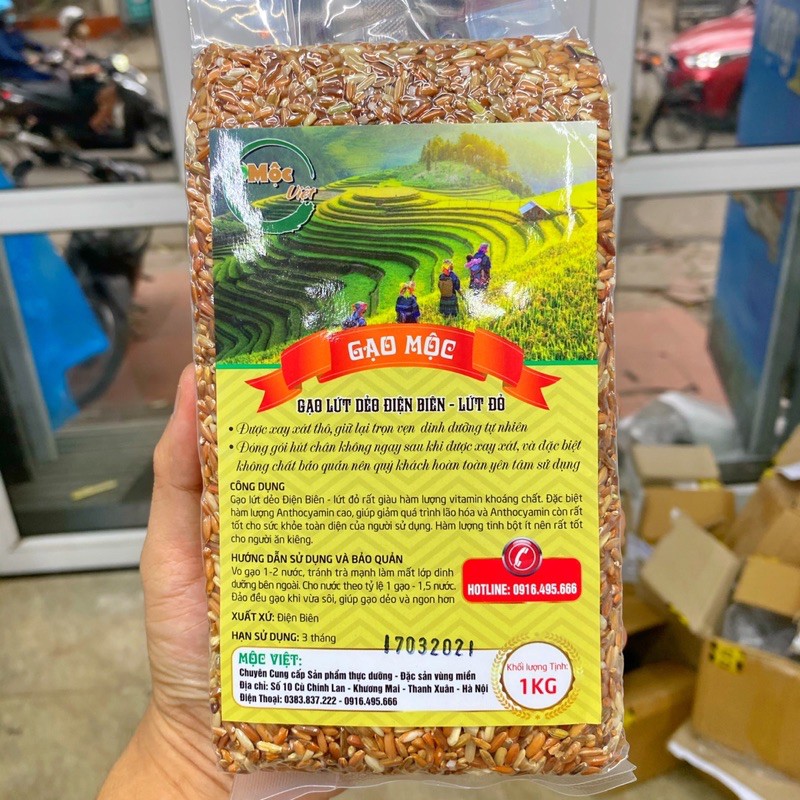 Mộc
Việt
GẠO MỘC
GẠO LỨT DẺO ĐIỆN BIÊN - LỨT ĐỎ
• Được xay xát thô, giữ lại trọn vẹn dinh dưỡng tự nhiên
• Đóng gói hút chân không ngay sau khi được xay xát, và đặc biệt
không chất bảo quản nên quý khách hoàn toàn yên tâm sử dụng
CÔNG DỤNG
Gạo lứt dẻo Điện Biên - lứt đỏ rất giàu hàm lượng vitamin khoáng chất. Đặc biệt
hàm lượng Anthocyamin cao, giúp giảm quá trình lão hóa và Anthocyamin còn rất
tốt cho sức khỏe toàn diện của người sử dụng. Hàm lượng tinh bột ít nên rất tốt
cho người ăn kiêng.
HƯỚNG DẪN SỬ DỤNG VÀ BẢO QUẢN
Vo gạo 1-2 nước, tránh trà mạnh làm mất lớp dinh
dưỡng bên ngoài. Cho nước theo tỷ lệ 1 gạo - 1,5 nước.
Đảo đều gạo khi vừa sôi, giúp gạo dẻo và ngon hơn
HOTLINE: 0916.495.666
XUẤT XỨ: Điện Biên
HẠN SỬ DỤNG: 3 tháng
17032021
MỘC VIỆT:
Chuyên Cung cấp Sản phẩm thực dưỡng - Đặc sản vùng miền
Địa chỉ: Số 10 Cù Chính Lan - Khương Mai - Thanh Xuân - Hà Nội
Điện Thoại: 0383.837.222 - 0916.495.666
Khối lượng Tịnh:
1KG